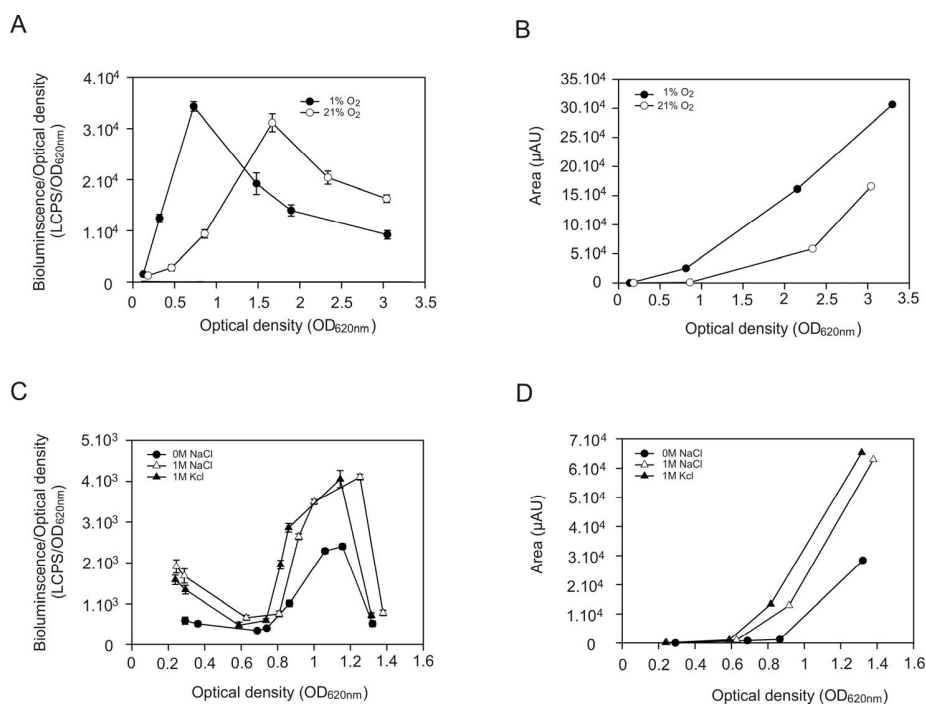 A
Bioluminscence/Optical density
(LCPS/OD620nm)
4.10⁴
3.10⁴
2.10⁴
1.10⁴
0
1% O₂
21% O₂
0 0.5 1 1.5 2 2.5 3 3.5
Optical density (OD620nm)
B
Area (µAU)
35.10⁴
30.10⁴
25.10⁴
20.10⁴
15.10⁴
10.10⁴
5.10⁴
0
1% O₂
21% O₂
0 0.5 1 1.5 2 2.5 3 3.5
Optical density (OD620nm)
C
Bioluminscence/Optical density
(LCPS/OD620nm)
5.10³
4.10³
3.10³
2.10³
1.10³
0
0M NaCl
1M NaCl
1M Kcl
0 0.2 0.4 0.6 0.8 1 1.2 1.4 1.6
Optical density (OD620nm)
D
Area (µAU)
7.10⁴
6.10⁴
5.10⁴
4.10⁴
3.10⁴
2.10⁴
1.10⁴
0
0M NaCl
1M NaCl
1M Kcl
0 0.2 0.4 0.6 0.8 1 1.2 1.4 1.6
Optical density (OD620nm)